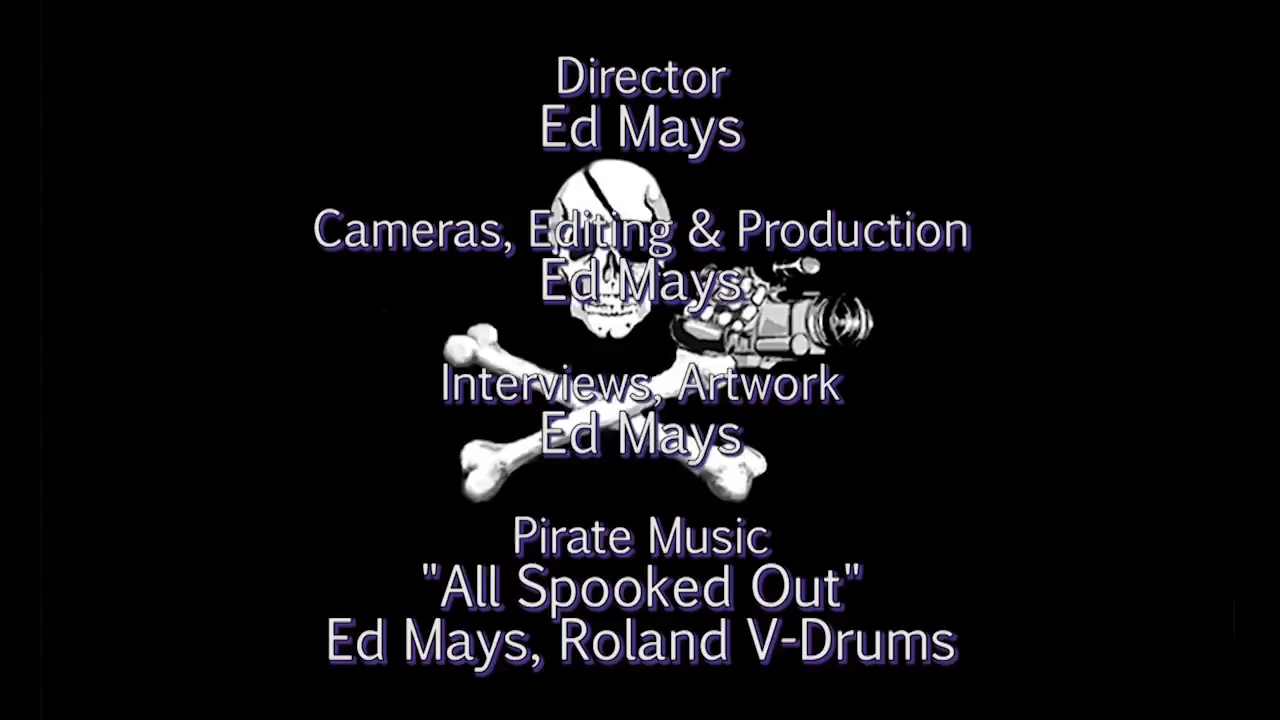 Director
Ed Mays
Cameras, Editing & Production
Ed Mays
Interviews, Artwork
Ed Mays
Pirate Music
"All Spooked Out"
Ed Mays, Roland V-Drums